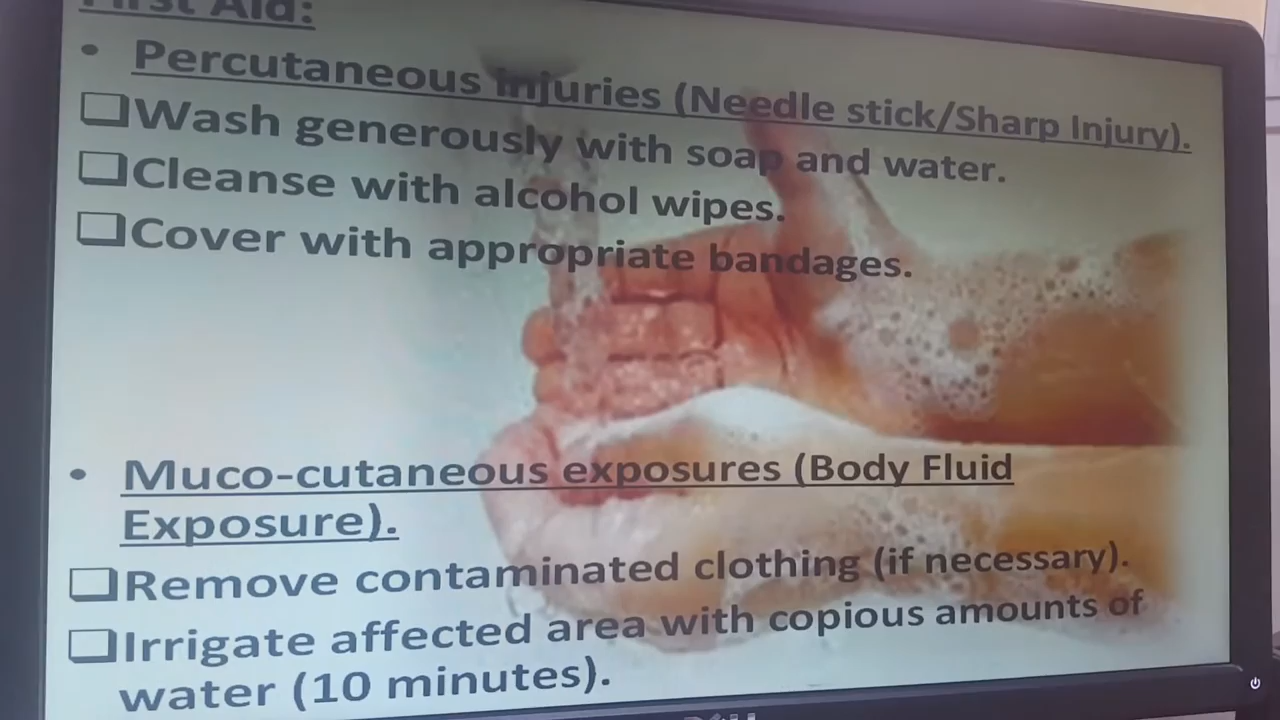 First Aid:
• Percutaneous injuries (Needle stick/Sharp Injury).
❑Wash generously with soap and water.
❑Cleanse with alcohol wipes.
❑Cover with appropriate bandages.
• Muco-cutaneous exposures (Body Fluid
Exposure).
❑Remove contaminated clothing (if necessary).
❑Irrigate affected area with copious amounts of
water (10 minutes).